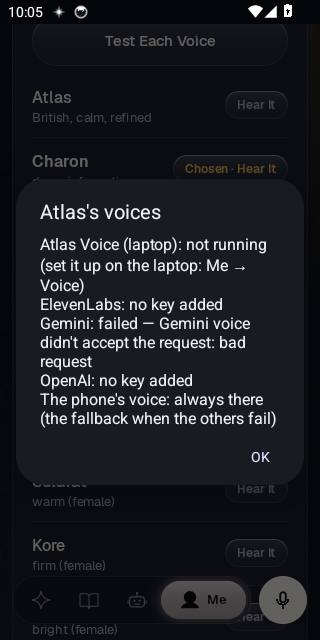 10:05
Test Each Voice
Atlas
Hear It
British, calm, refined
Charon
Chosen · Hear It
Atlas's voices
Atlas Voice (laptop): not running
(set it up on the laptop: Me →
Voice)
ElevenLabs: no key added
Gemini: failed — Gemini voice
didn't accept the request: bad
request
OpenAI: no key added
The phone's voice: always there
(the fallback when the others fail)
OK
Hear It
warm (female)
Kore
Hear It
firm (female)
Me
bright (female)